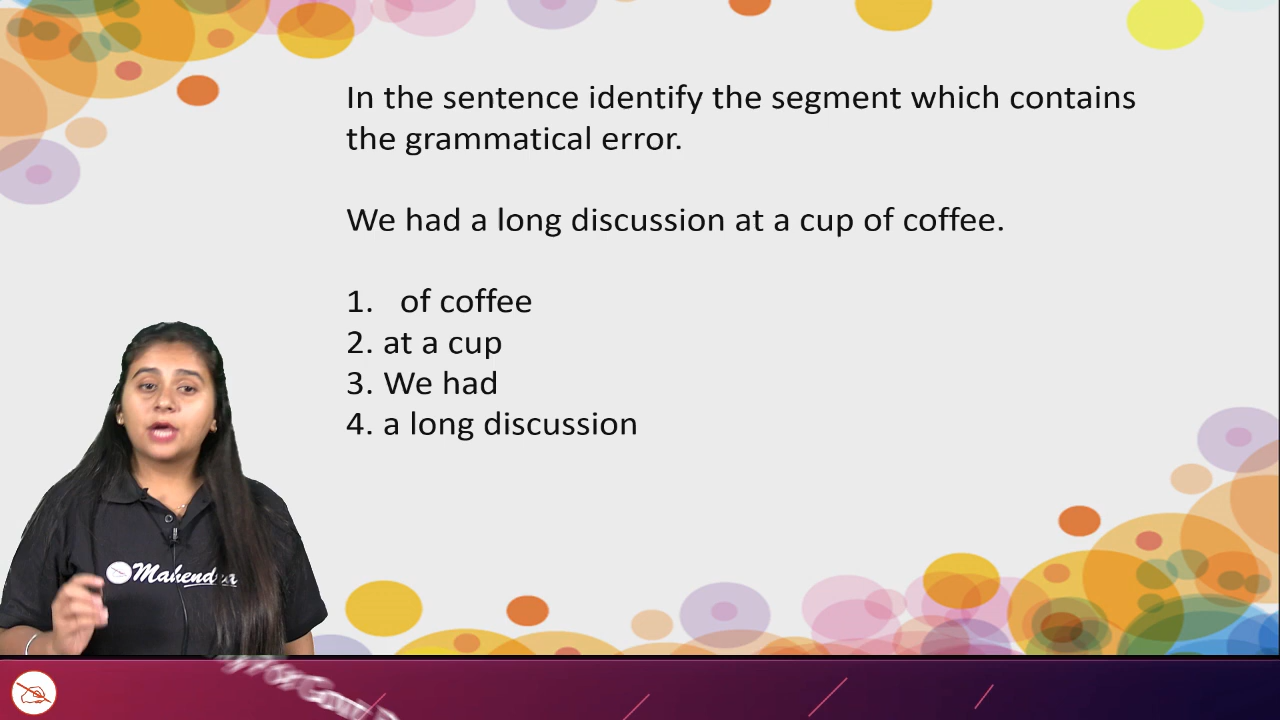 In the sentence identify the segment which contains
the grammatical error.
We had a long discussion at a cup of coffee.
1. of coffee
2. at a cup
3. We had
4. a long discussion
Mahendra